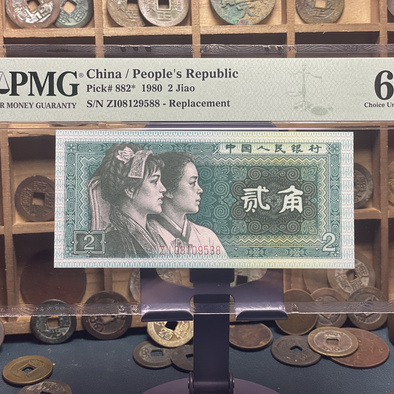 PMG
China / People's Republic
Pick# 882* 1980 2 Jiao
MONEY GUARANTY
S/N ZI08129588 - Replacement
6
Choice
中国人民银行
贰角
2
2